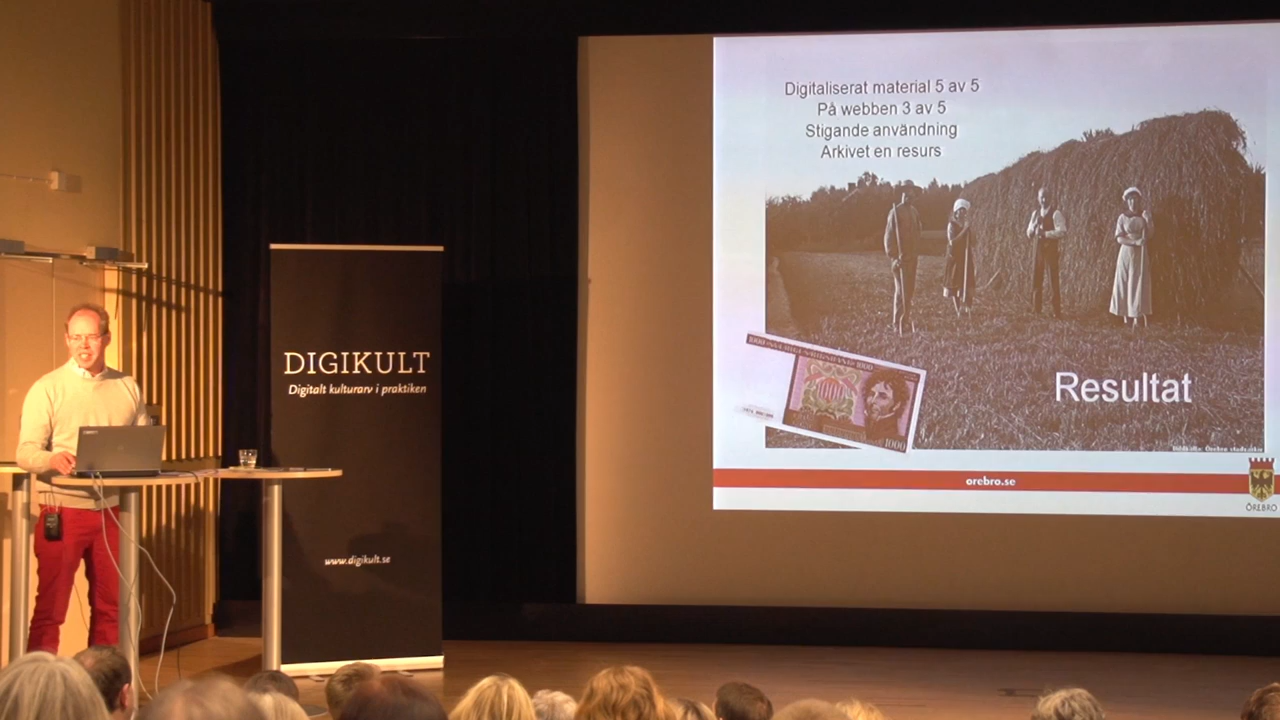 Digitaliserat material 5 av 5
På webben 3 av 5
Stigande användning
Arkivet en resurs
DIGIKULT
Digitalt kulturarv i praktiken
www.digikult.se
1000
1000
Resultat
orebro.se
ÖREBRO